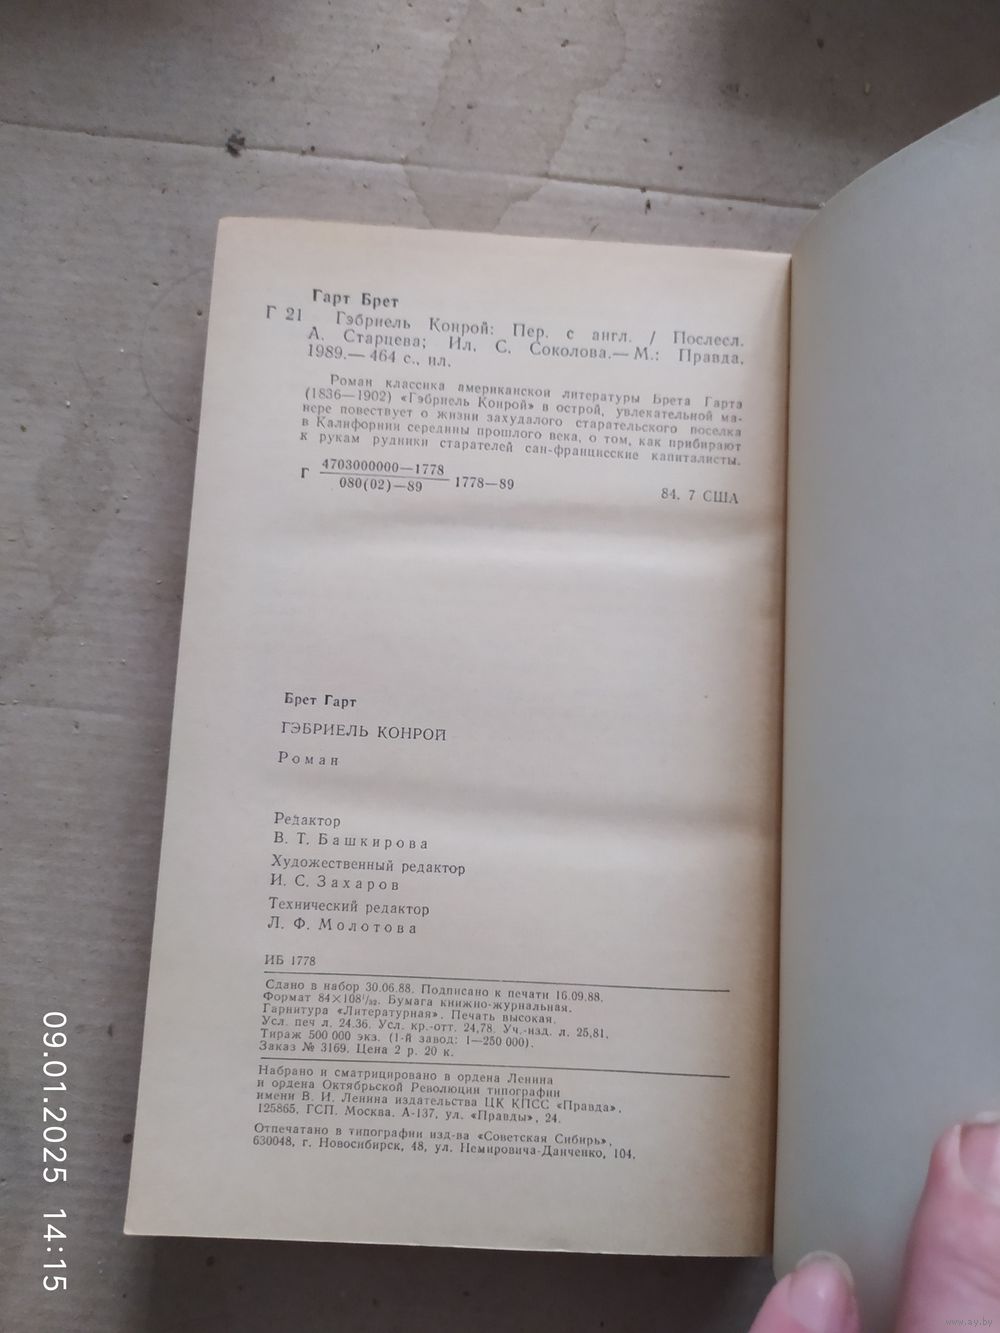 Гарт Брет
Г 21 Гэбриель Конрой: Пер. с англ. / Послесл.
А. Старцева; Ил. С. Соколова.— М.: Правда,
1989.— 464 с., ил.
Роман классика американской литературы Брета Гарта
(1836—1902) «Гэбриель Конрой» в острой, увлекательной ма-
нере повествует о жизни захудалого старательского поселка
в Калифорнии середины прошлого века, о том, как прибирают
к рукам рудники старателей сан-францисские капиталисты.
Г 4703000000—1778
080(02)—89
1778—89
84. 7 США
Брет Гарт
ГЭБРИЕЛЬ КОНРОЙ
Роман
Редактор
В. Т. Башкирова
Художественный редактор
И. С. Захаров
Технический редактор
Л. Ф. Молотова
ИБ 1778
Сдано в набор 30.06.88. Подписано к печати 16.09.88.
Формат 84×108¹/₃₂. Бумага книжно-журнальная.
Гарнитура «Литературная». Печать высокая.
Усл. печ л. 24,36. Усл. кр.-отт. 24,78. Уч.-изд. л. 25,81.
Тираж 500 000 экз. (1-й завод: 1—250 000).
Заказ № 3169. Цена 2 р. 20 к.
Набрано и сматрицировано в ордена Ленина
и ордена Октябрьской Революции типографии
имени В. И. Ленина издательства ЦК КПСС «Правда».
125865, ГСП, Москва, А-137, ул. «Правды», 24.
Отпечатано в типографии изд-ва «Советская Сибирь»,
630048, г. Новосибирск, 48, ул. Немировича-Данченко, 104.
09.01.2025 14:15
www.ay.by